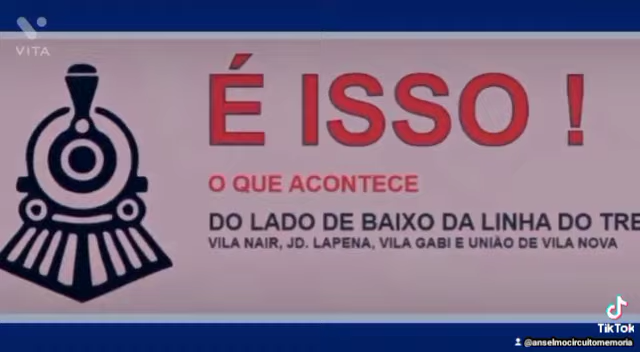 VITA
É ISSO !
O QUE ACONTECE
DO LADO DE BAIXO DA LINHA DO TRE
VILA NAIR, JD. LAPENA, VILA GABI E UNIÃO DE VILA NOVA
TikTok
@anselmocircuitomemoria